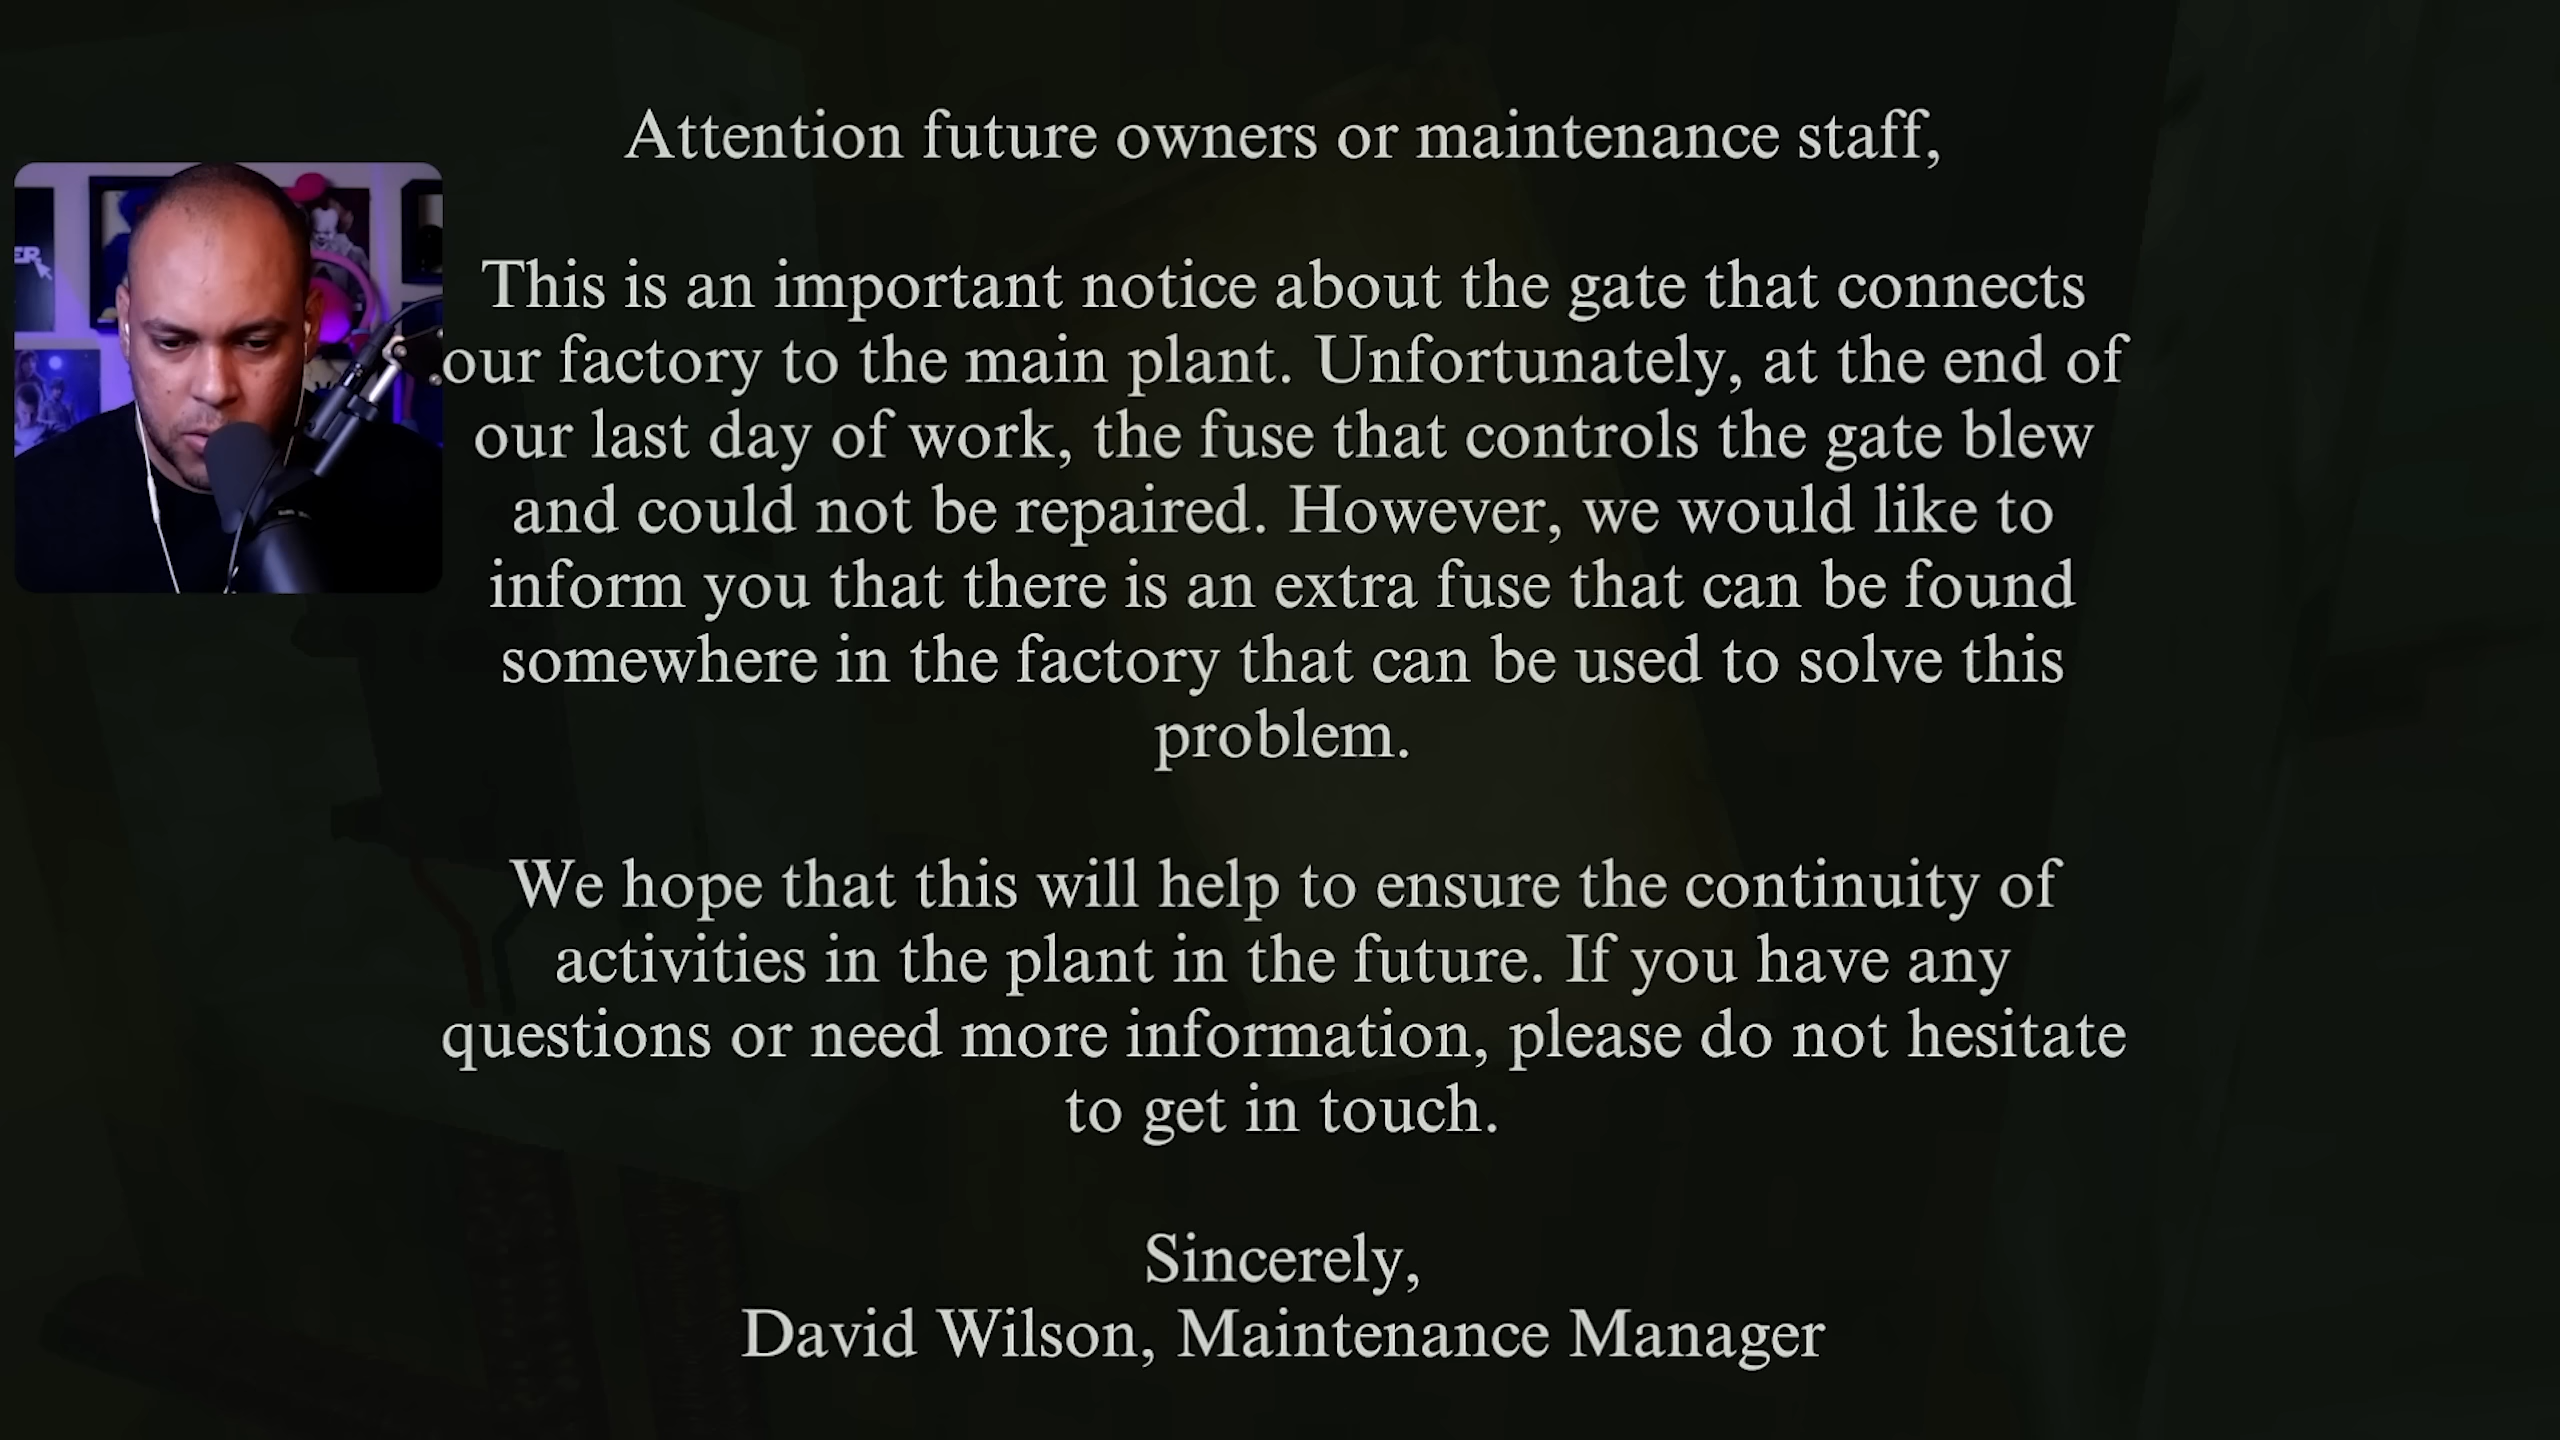 Attention future owners or maintenance staff,
This is an important notice about the gate that connects
our factory to the main plant. Unfortunately, at the end of
our last day of work, the fuse that controls the gate blew
and could not be repaired. However, we would like to
inform you that there is an extra fuse that can be found
somewhere in the factory that can be used to solve this
problem.
We hope that this will help to ensure the continuity of
activities in the plant in the future. If you have any
questions or need more information, please do not hesitate
to get in touch.
Sincerely,
David Wilson, Maintenance Manager
ER